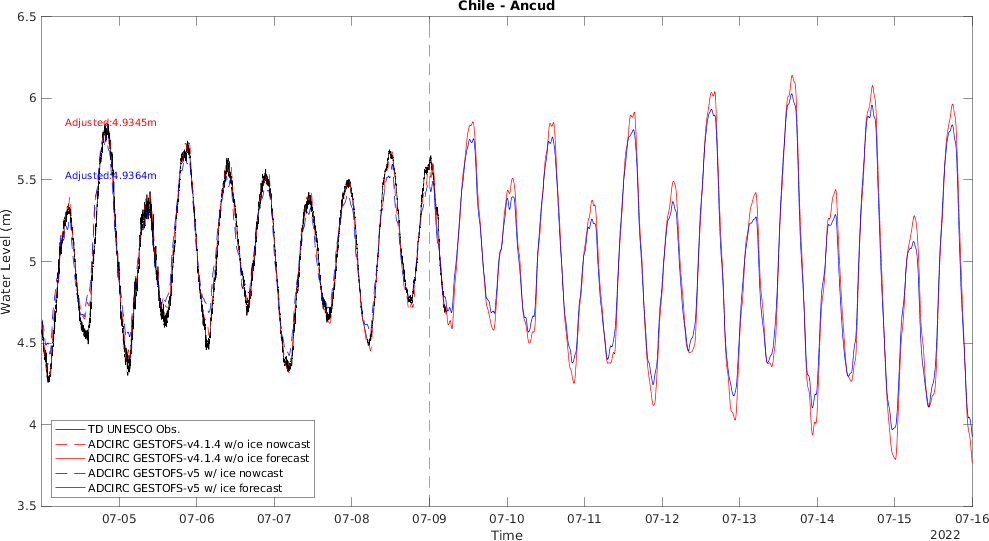 Chile - Ancud
6.5
6
5.5
5
4.5
4
3.5
Water Level (m)
Adjusted:4.9345m
Adjusted:4.9364m
TD UNESCO Obs.
ADCIRC GESTOFS-v4.1.4 w/o ice nowcast
ADCIRC GESTOFS-v4.1.4 w/o ice forecast
ADCIRC GESTOFS-v5 w/ ice nowcast
ADCIRC GESTOFS-v5 w/ ice forecast
07-05 07-06 07-07 07-08 07-09 07-10 07-11 07-12 07-13 07-14 07-15 07-16
Time
2022